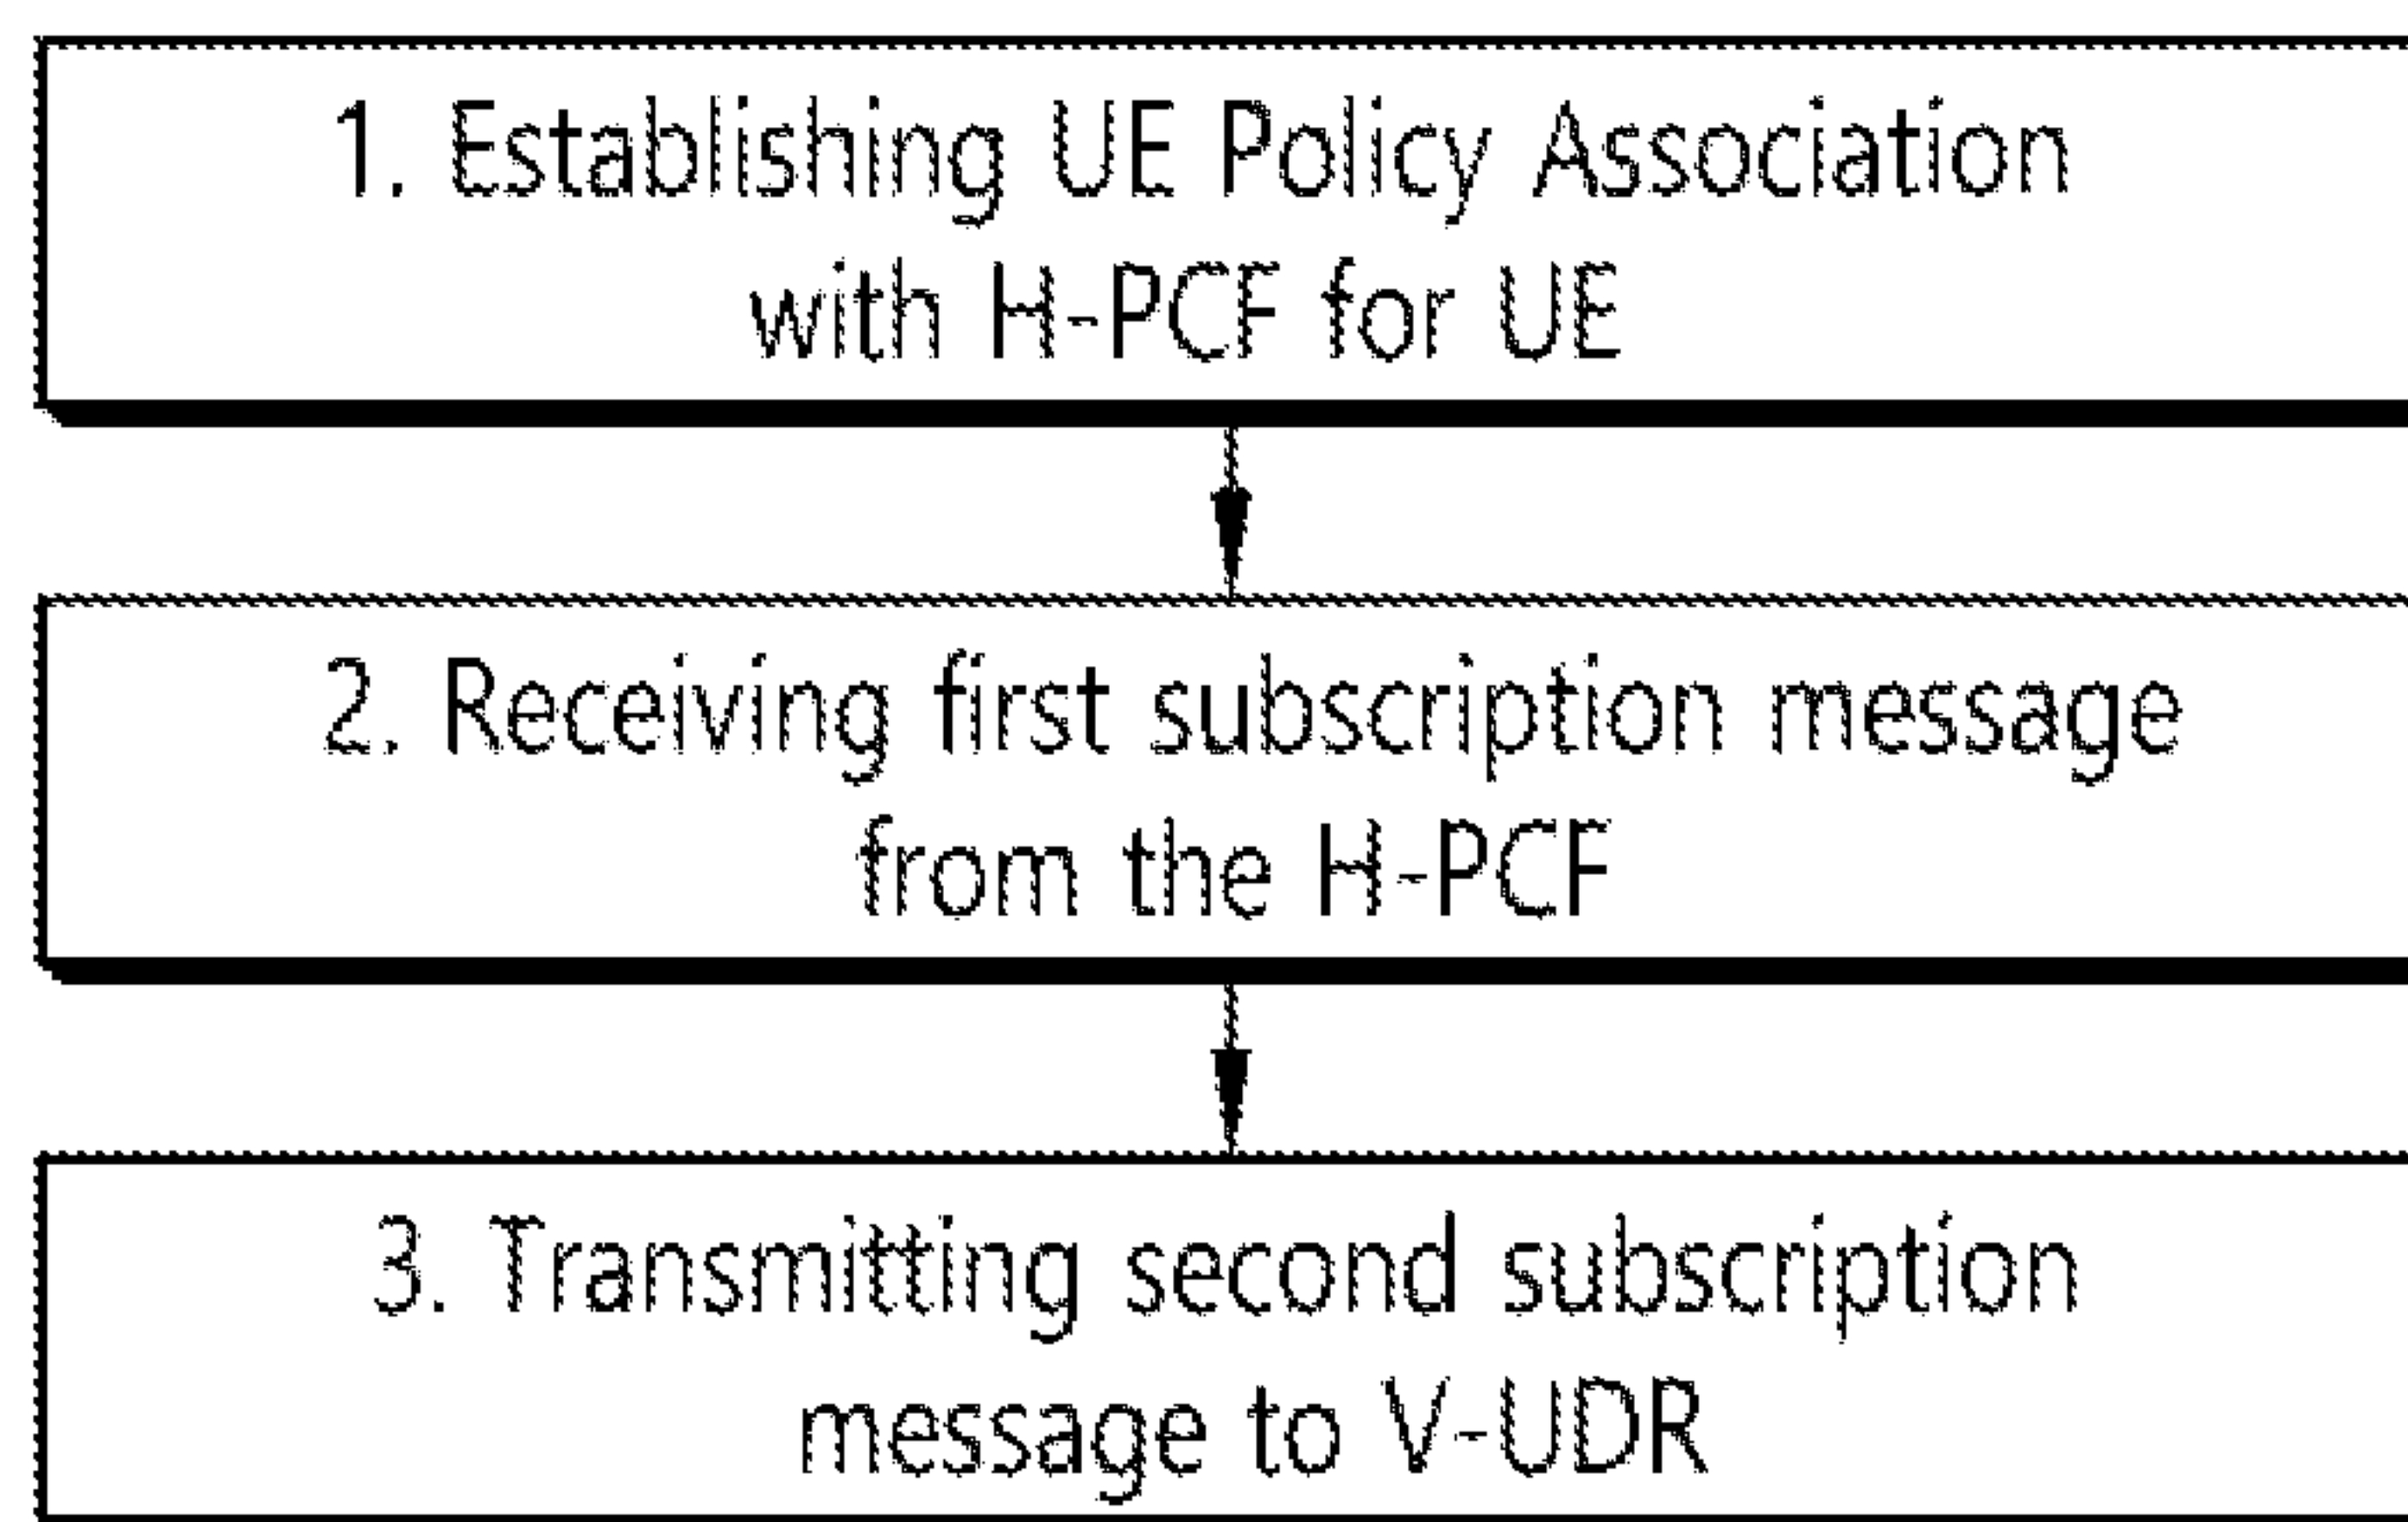 1. Establishing UE Policy Association
with H-PCF for UE
2. Receiving first subscription message
from the H-PCF
3. Transmitting second subscription
message to V-UDR